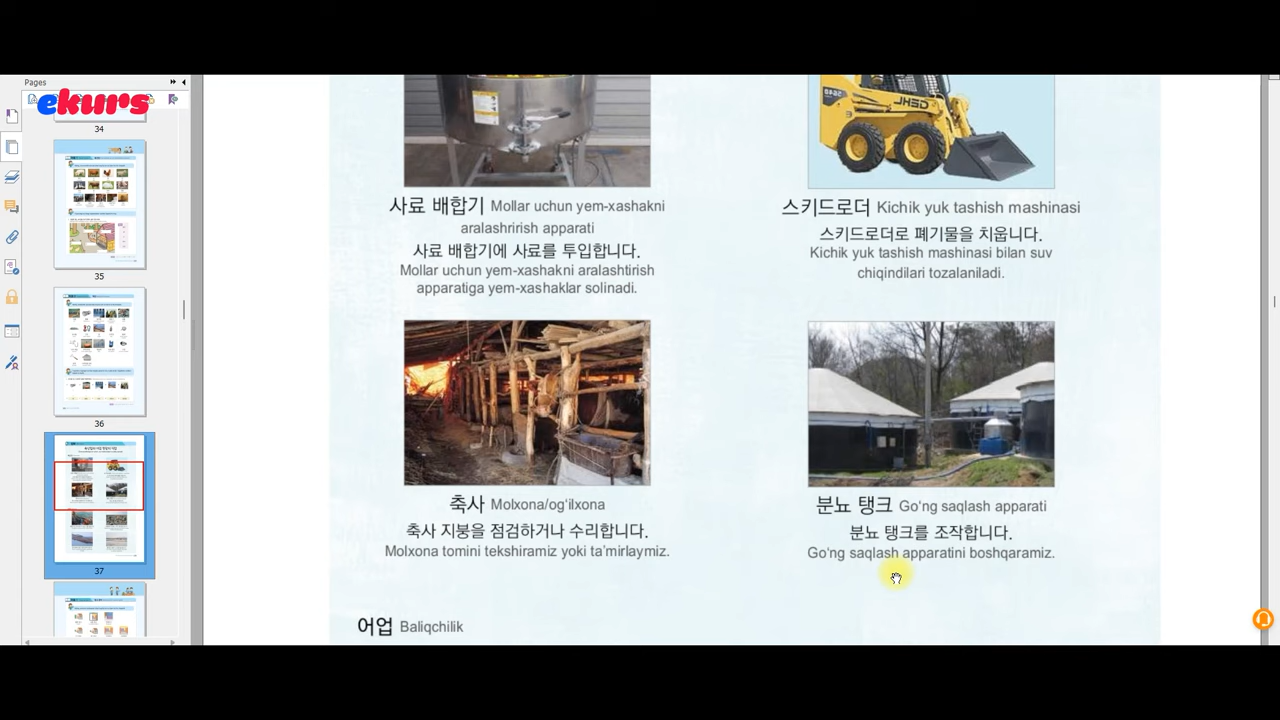 Pages
ekurs
34
35
36
37
JHED
사료 배합기 Mollar uchun yem-xashakni
aralashrirish apparati
사료 배합기에 사료를 투입합니다.
Mollar uchun yem-xashakni aralashtirish
apparatiga yem-xashaklar solinadi.
스키드로더 Kichik yuk tashish mashinasi
스키드로더로 폐기물을 치웁니다.
Kichik yuk tashish mashinasi bilan suv
chiqindilari tozalaniladi.
축사 Molxona/og‘ilxona
축사 지붕을 점검하거나 수리합니다.
Molxona tomini tekshiramiz yoki ta’mirlaymiz.
분뇨 탱크 Go‘ng saqlash apparati
분뇨 탱크를 조작합니다.
Go‘ng saqlash apparatini boshqaramiz.
어업 Baliqchilik